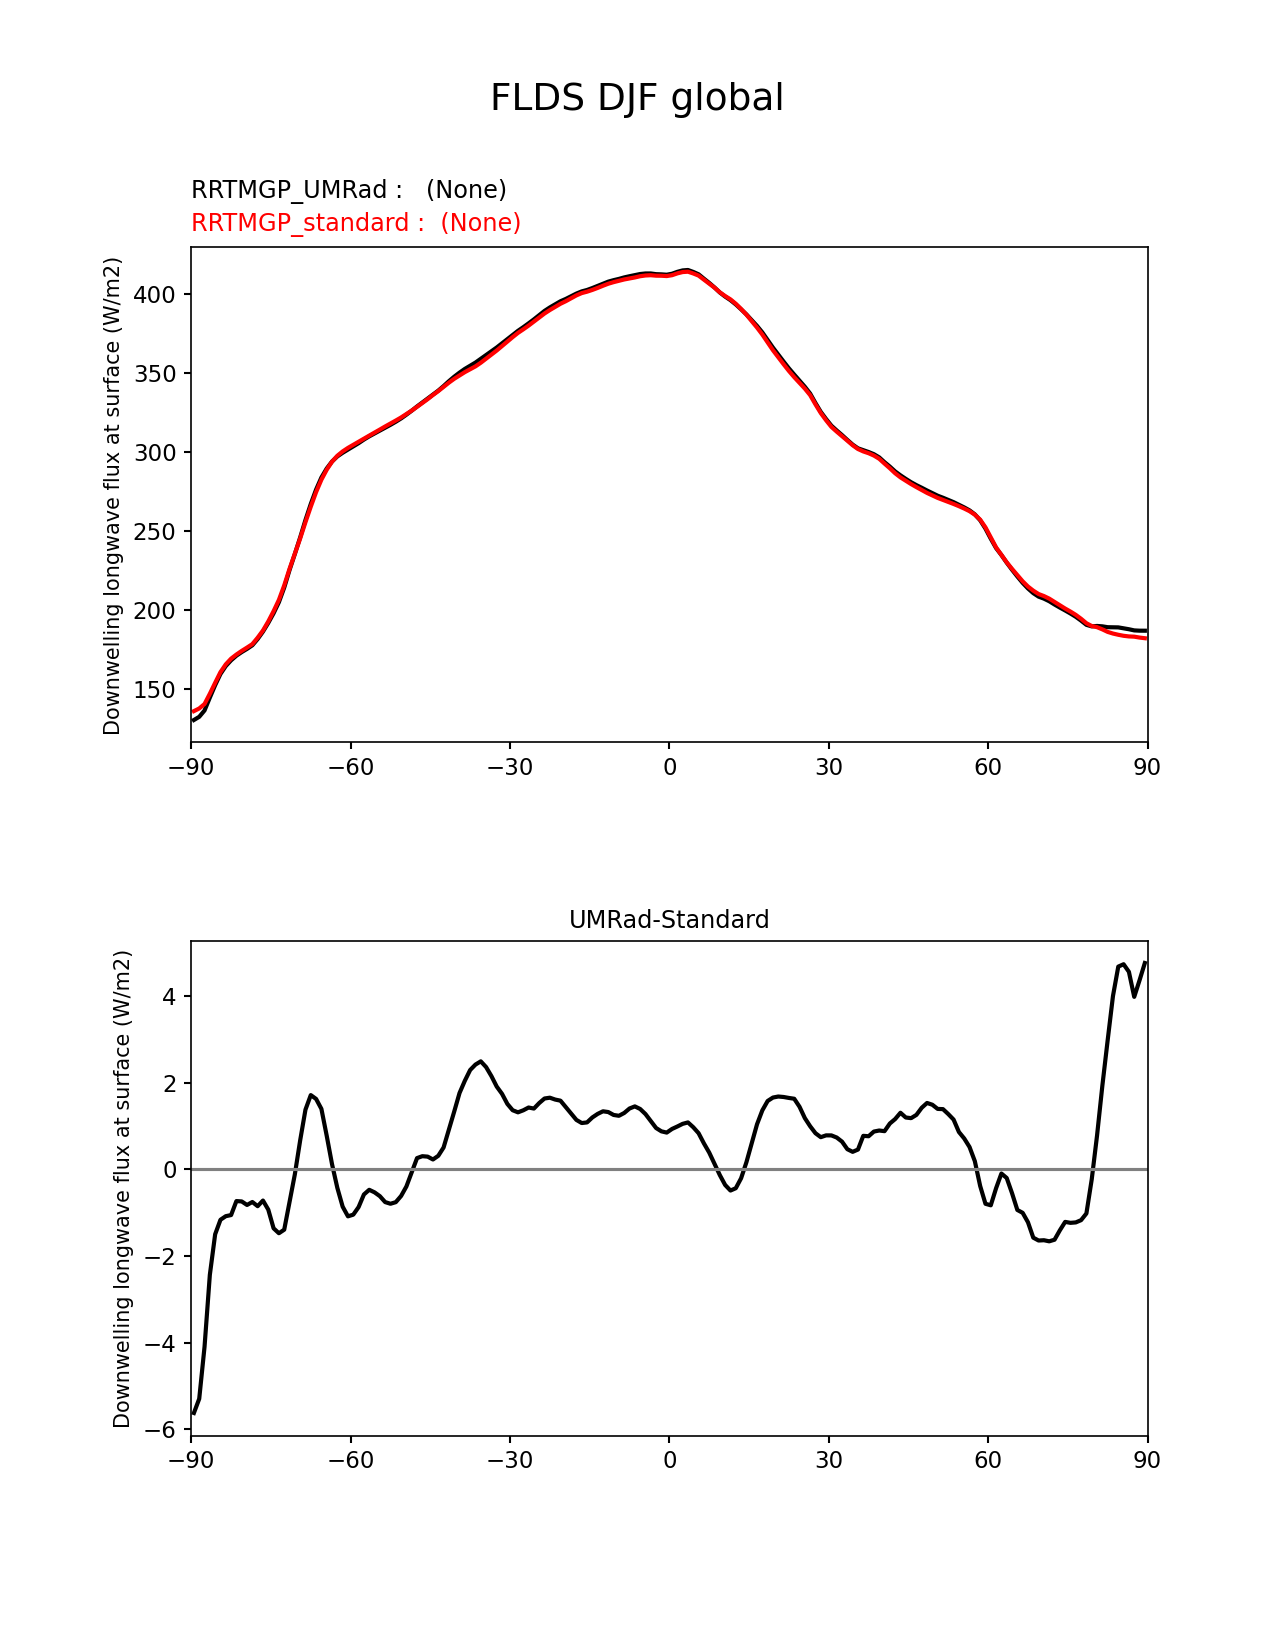 FLDS DJF global
RRTMGP_UMRad :   (None)
RRTMGP_standard :  (None)
Downwelling longwave flux at surface (W/m2)
400
350
300
250
200
150
−90 −60 −30 0 30 60 90
UMRad-Standard
Downwelling longwave flux at surface (W/m2)
4
2
0
−2
−4
−6
−90 −60 −30 0 30 60 90